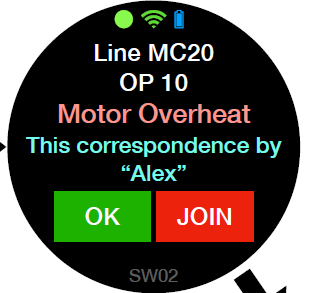 Line MC20
OP 10
Motor Overheat
This correspondence by
“Alex”
OK
JOIN
SW02